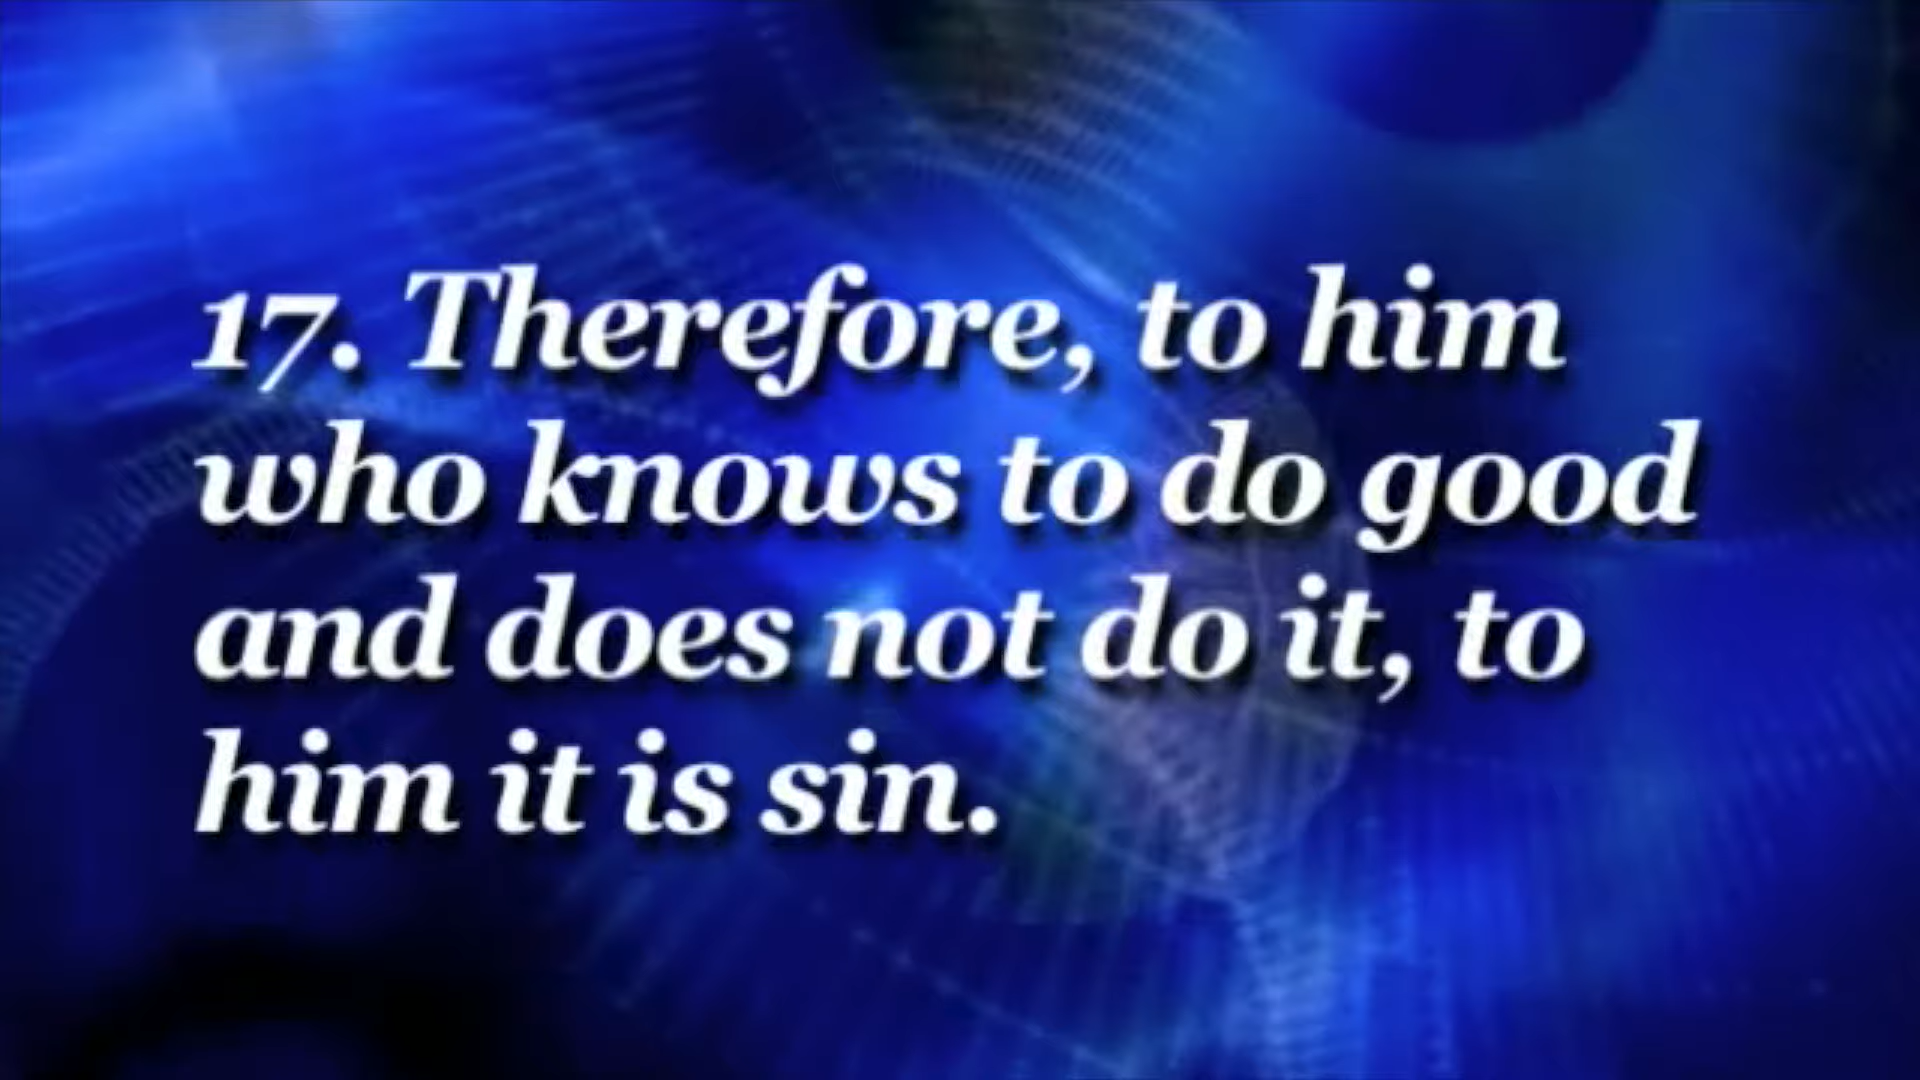 17. Therefore, to him
who knows to do good
and does not do it, to
him it is sin.